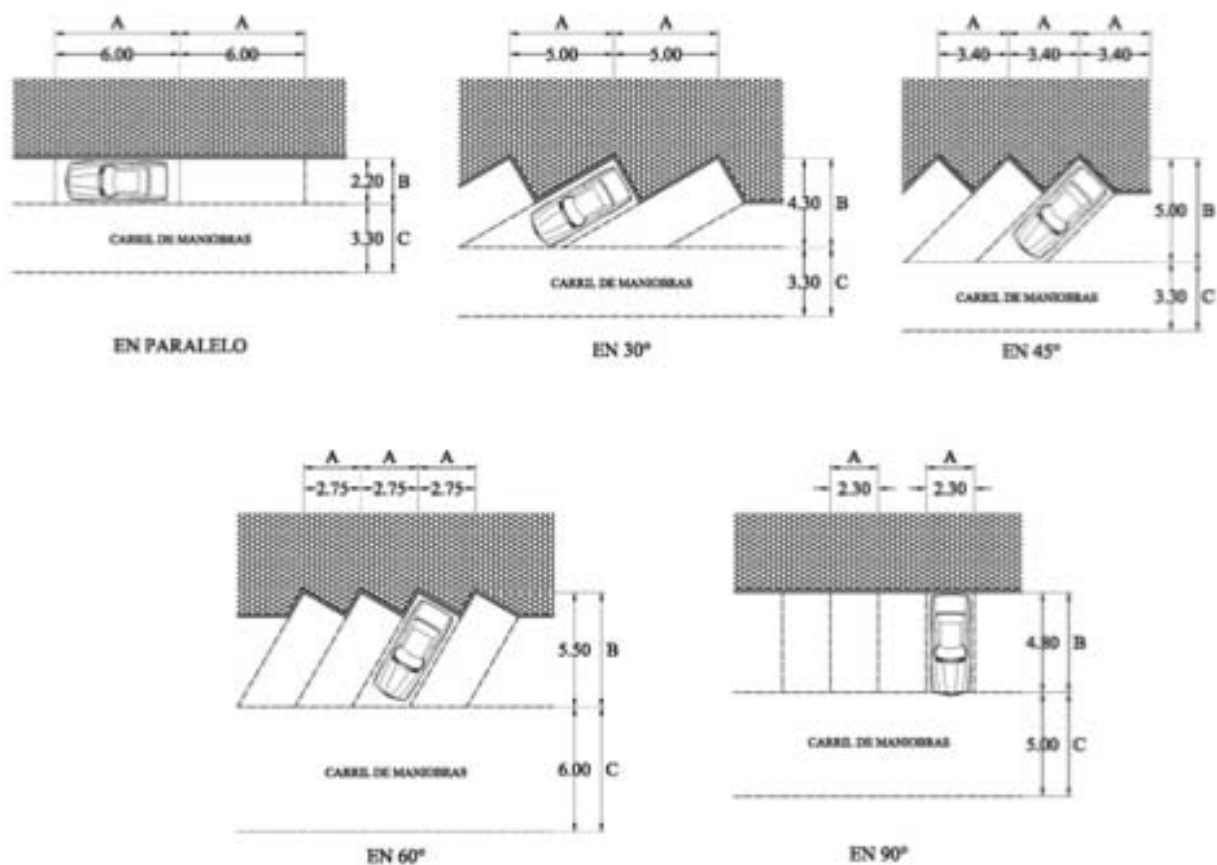 A A
6.00 6.00
2.20 B
CARRIL DE MANIOBRAS
3.30 C
EN PARALELO
A A
5.00 5.00
4.30 B
CARRIL DE MANIOBRAS
3.30 C
EN 30°
A A A
3.40 3.40 3.40
5.00 B
CARRIL DE MANIOBRAS
3.30 C
EN 45°
A A A
2.75 2.75 2.75
5.50 B
CARRIL DE MANIOBRAS
6.00 C
EN 60°
A A
2.30 2.30
4.80 B
CARRIL DE MANIOBRAS
5.00 C
EN 90°